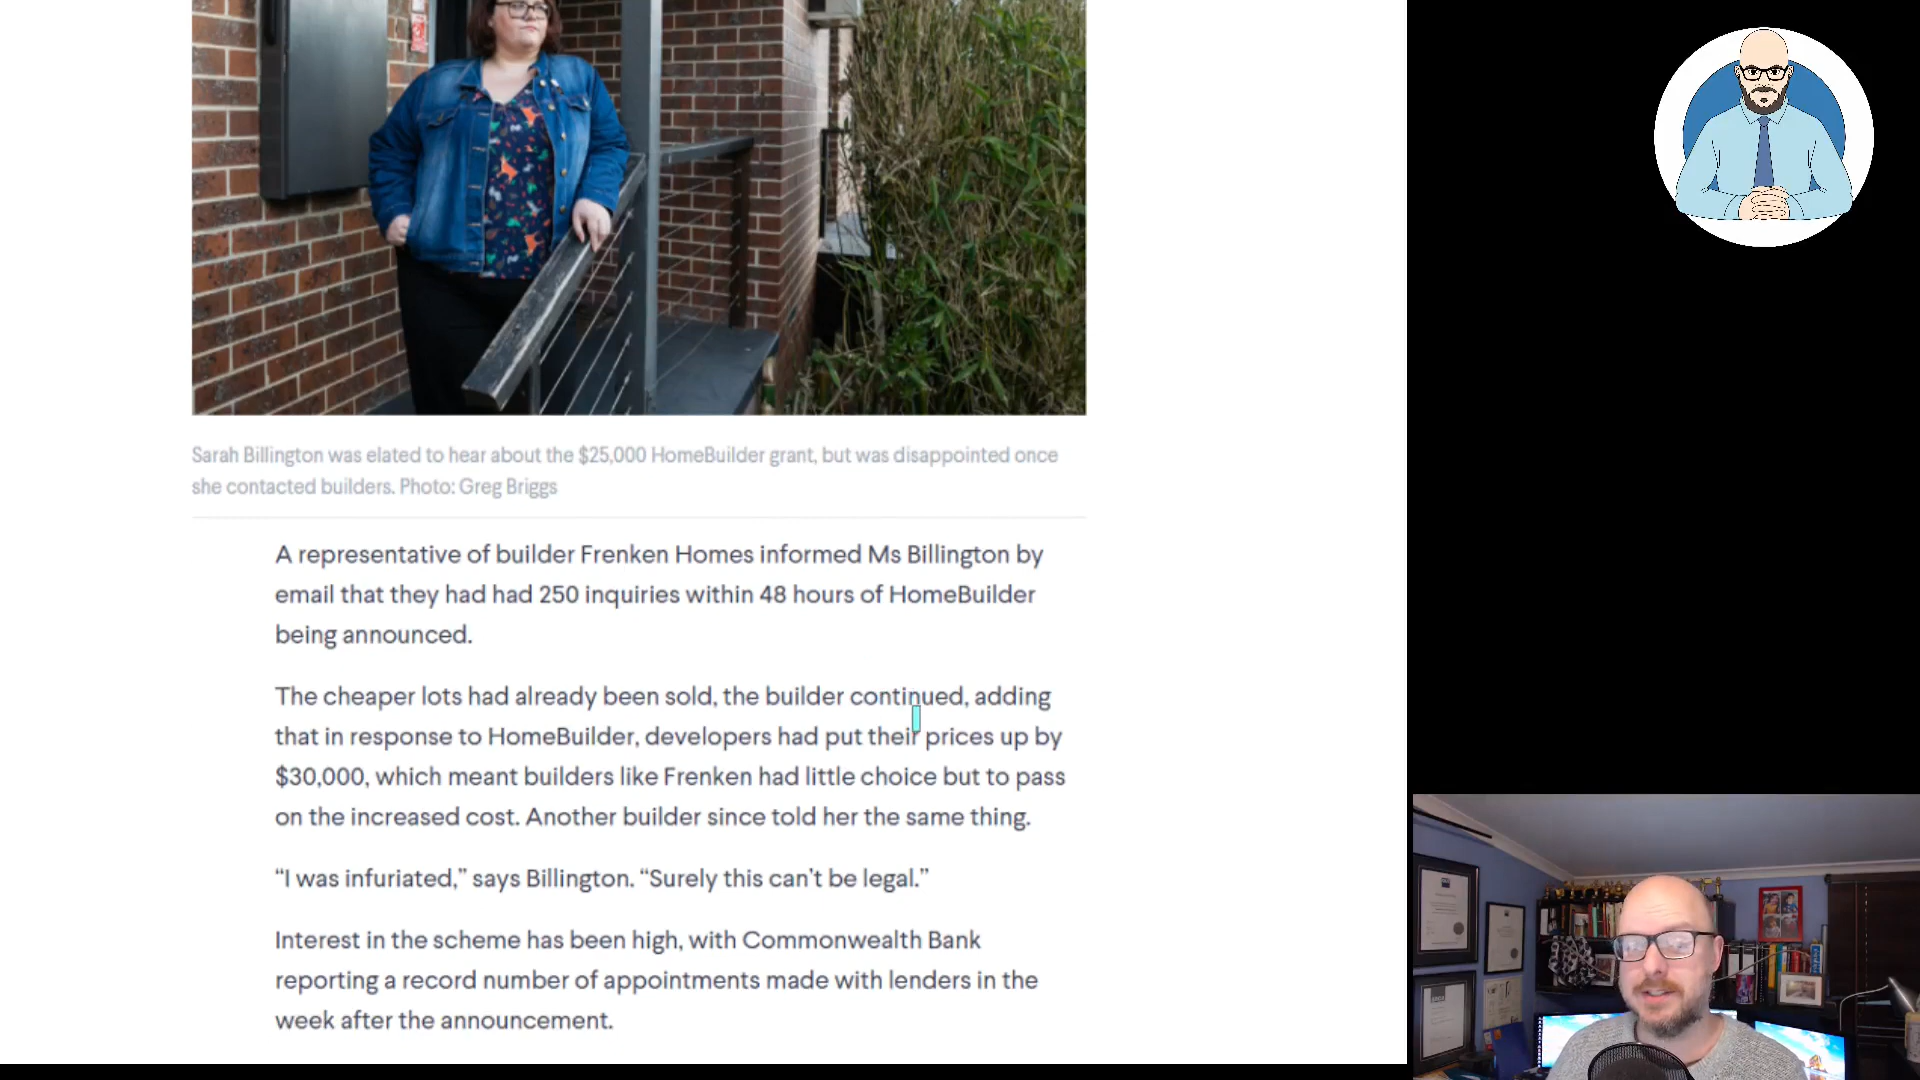 Sarah Billington was elated to hear about the $25,000 HomeBuilder grant, but was disappointed once
she contacted builders. Photo: Greg Briggs
A representative of builder Frenken Homes informed Ms Billington by
email that they had had 250 inquiries within 48 hours of HomeBuilder
being announced.
The cheaper lots had already been sold, the builder continued, adding
that in response to HomeBuilder, developers had put their prices up by
$30,000, which meant builders like Frenken had little choice but to pass
on the increased cost. Another builder since told her the same thing.
“I was infuriated,” says Billington. “Surely this can’t be legal.”
Interest in the scheme has been high, with Commonwealth Bank
reporting a record number of appointments made with lenders in the
week after the announcement.